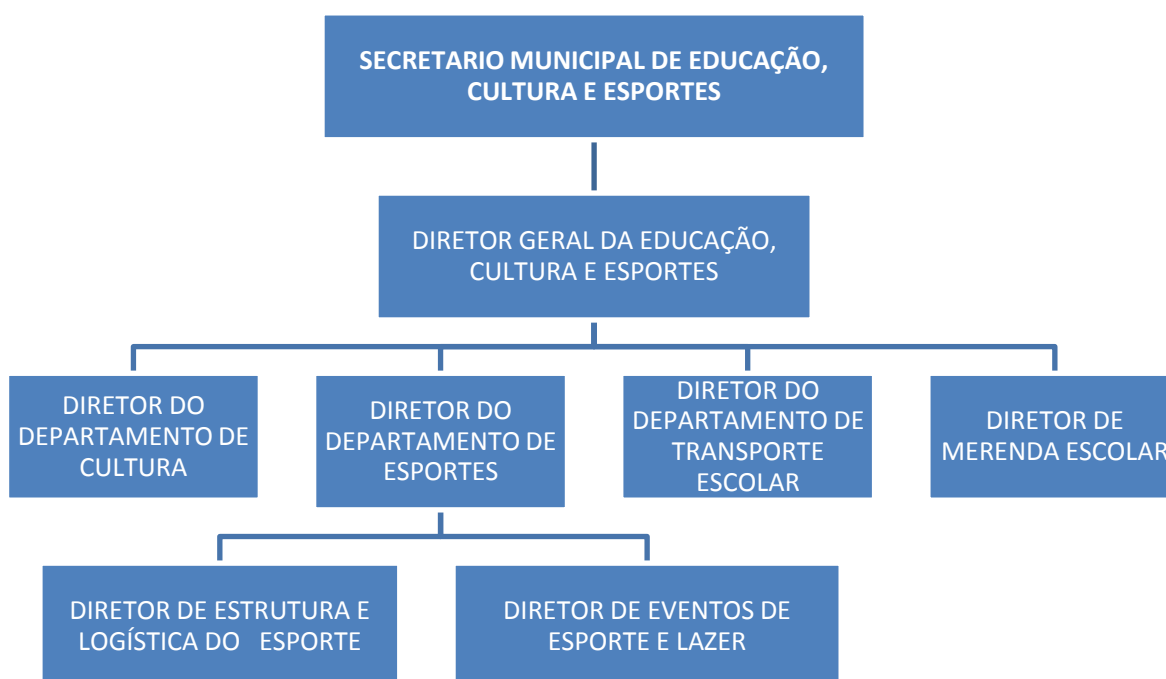 SECRETARIO MUNICIPAL DE EDUCAÇÃO,
CULTURA E ESPORTES
DIRETOR GERAL DA EDUCAÇÃO,
CULTURA E ESPORTES
DIRETOR DO
DEPARTAMENTO DE
CULTURA
DIRETOR DO
DEPARTAMENTO DE
ESPORTES
DIRETOR DO
DEPARTAMENTO DE
TRANSPORTE
ESCOLAR
DIRETOR DE
MERENDA ESCOLAR
DIRETOR DE ESTRUTURA E
LOGÍSTICA DO ESPORTE
DIRETOR DE EVENTOS DE
ESPORTE E LAZER